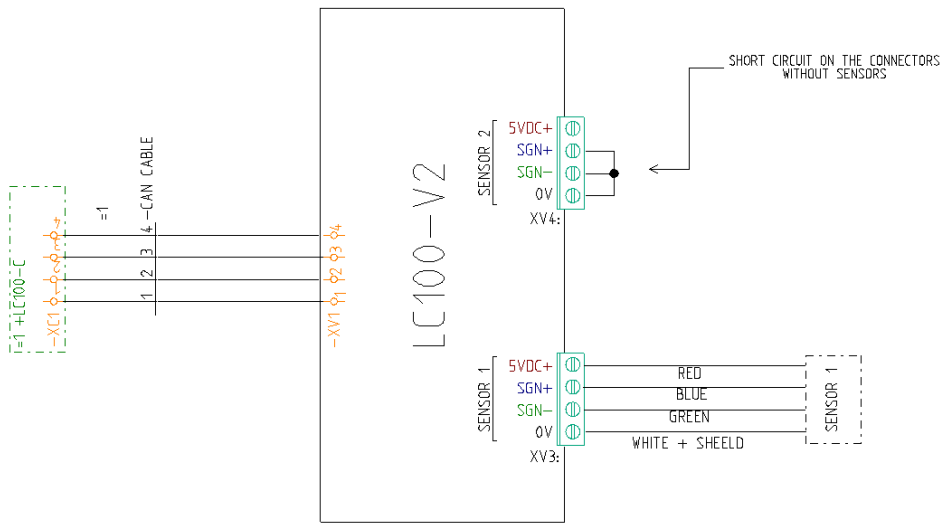 SHORT CIRCUIT ON THE CONNECTORS
WITHOUT SENSORS
SENSOR 2
5VDC+
SGN+
SGN-
0V
XV4:
LC100-V2
-CAN CABLE
=1
4
3
2
1
=1 +LC100-C
-XC1
4
3
2
1
-XV1
SENSOR 1
5VDC+
SGN+
SGN-
0V
XV3:
RED
BLUE
GREEN
WHITE + SHEELD
SENSOR 1